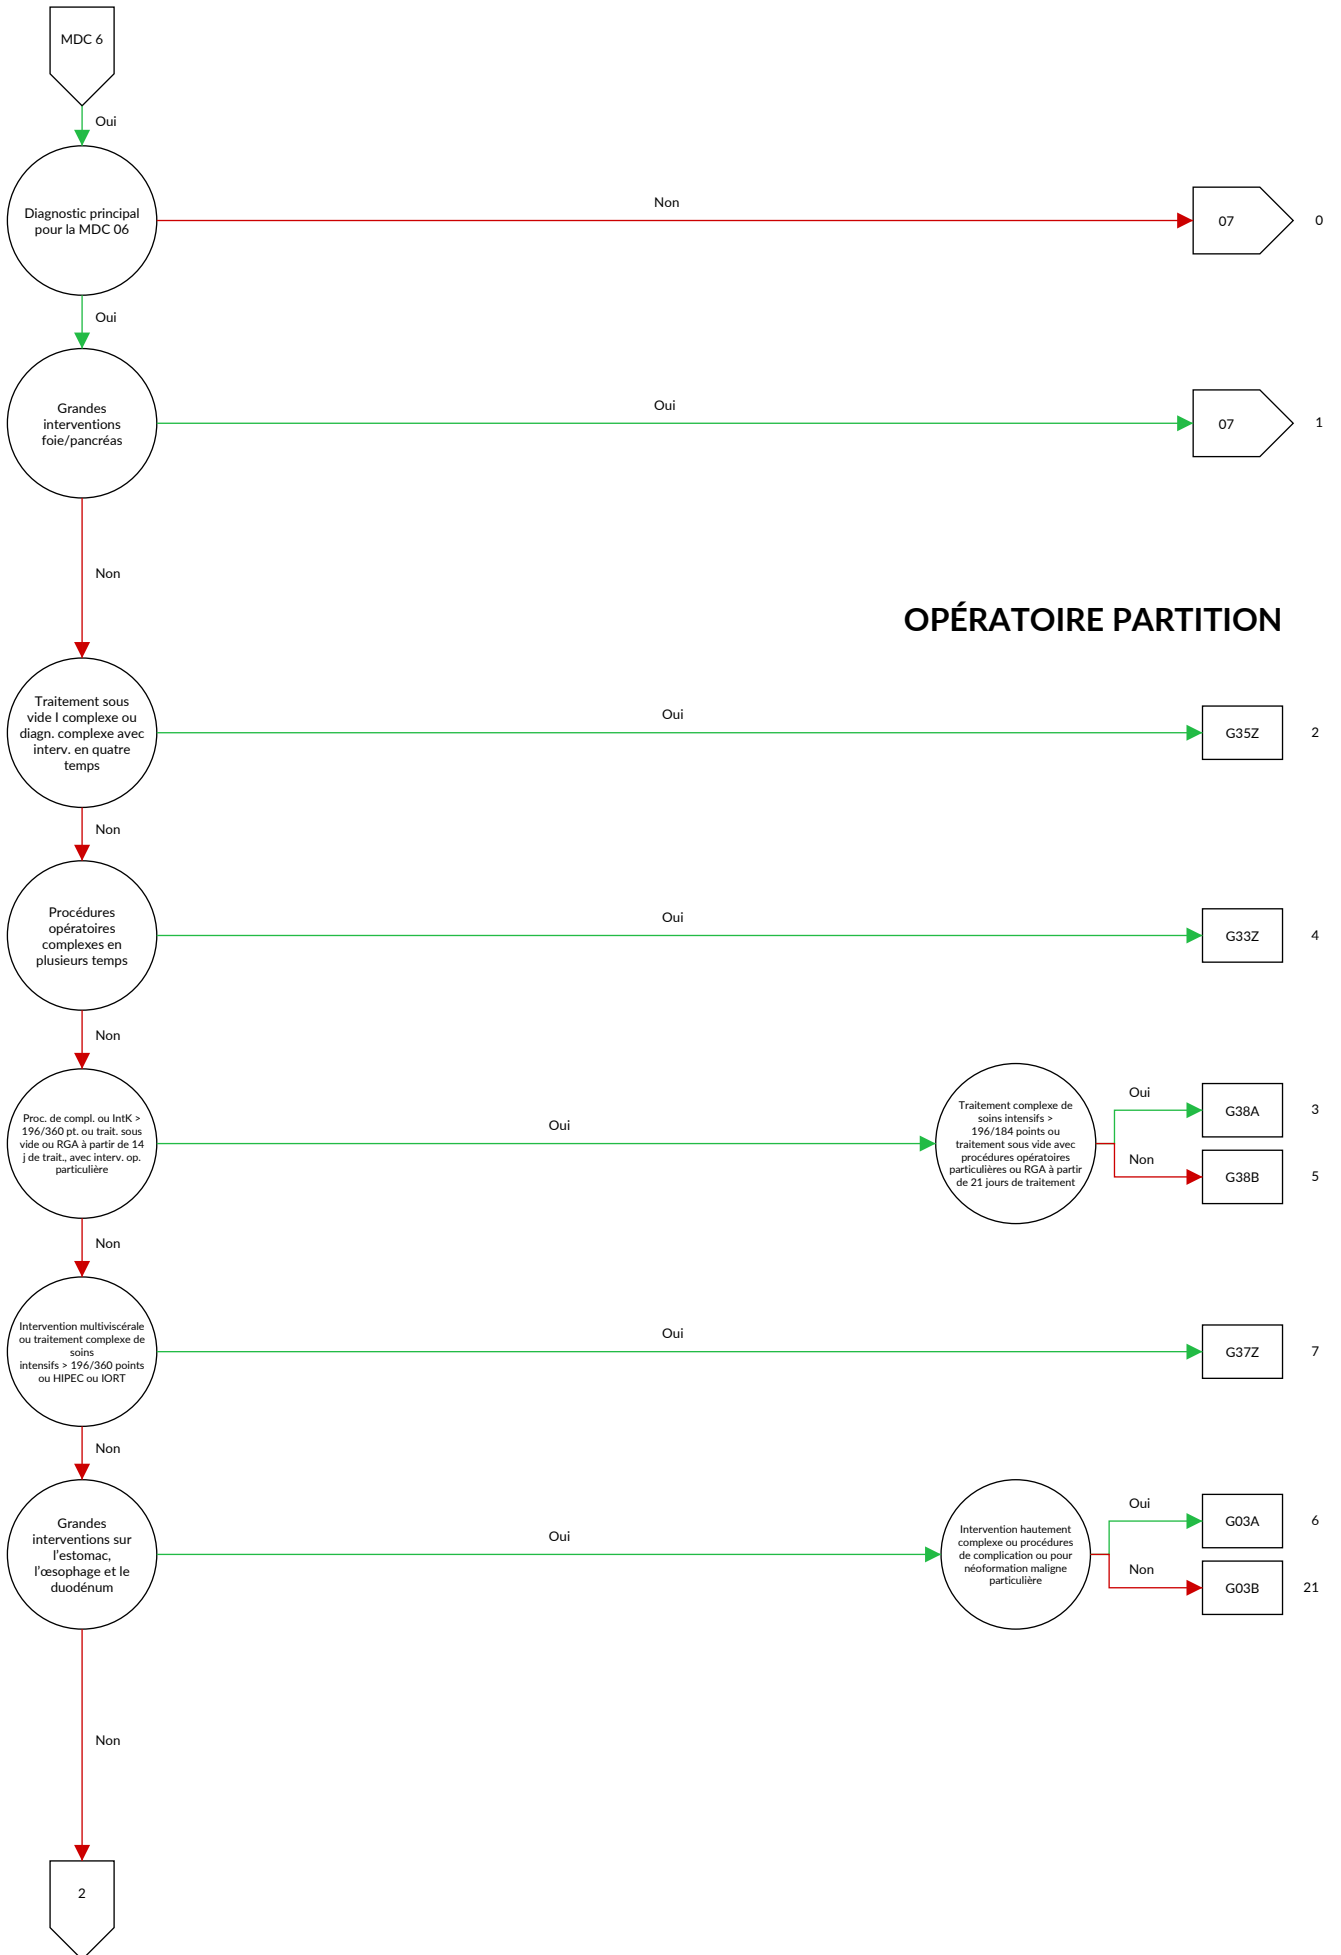 MDC 6
Oui
Diagnostic principal
pour la MDC 06
Non
07
0
Oui
Grandes
interventions
foie/pancréas
Oui
07
1
Non
OPÉRATOIRE PARTITION
Traitement sous
vide I complexe ou
diagn. complexe avec
interv. en quatre
temps
Oui
G35Z
2
Non
Procédures
opératoires
complexes en
plusieurs temps
Oui
G33Z
4
Non
Proc. de compl. ou IntK >
196/360 pt. ou trait. sous
vide ou RGA à partir de 14
j de trait., avec interv. op.
particulière
Oui
Traitement complexe de
soins intensifs >
196/184 points ou
traitement sous vide avec
procédures opératoires
particulières ou RGA à partir
de 21 jours de traitement
Oui
G38A
3
Non
G38B
5
Non
Intervention multiviscérale
ou traitement complexe de
soins
intensifs > 196/360 points
ou HIPEC ou IORT
Oui
G37Z
7
Non
Grandes
interventions sur
l'estomac,
l'œsophage et le
duodénum
Oui
Intervention hautement
complexe ou procédures
de complication ou pour
néoformation maligne
particulière
Oui
G03A
6
Non
G03B
21
Non
2